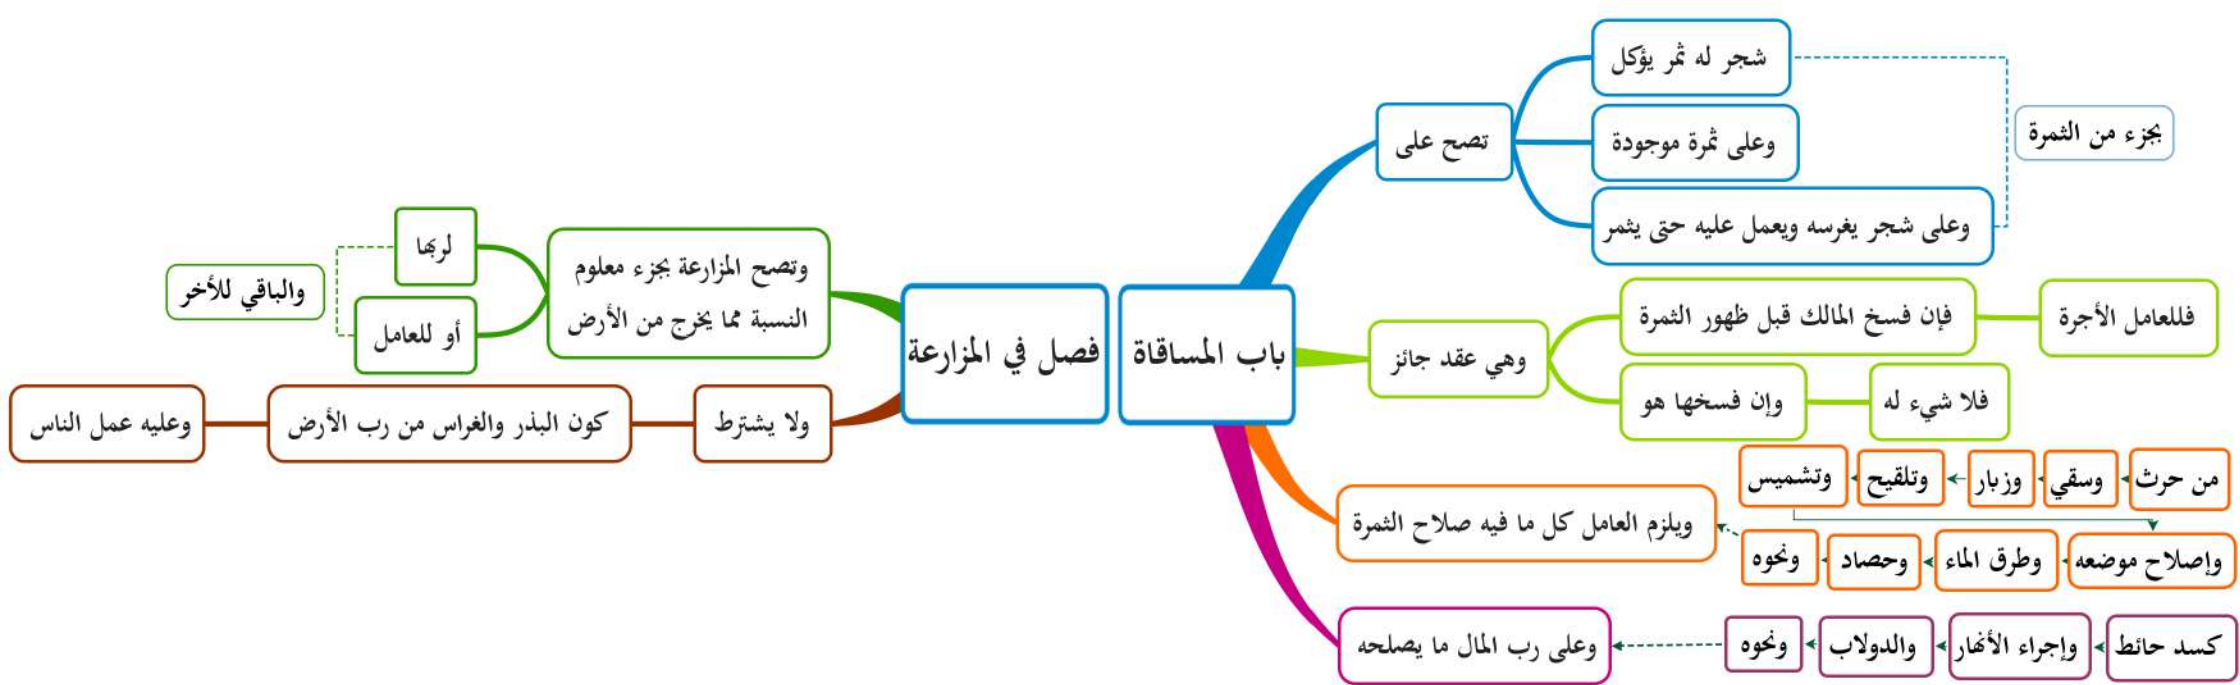 باب المساقاة
تصح على
شجر له ثمر يؤكل
وعلى ثمرة موجودة
وعلى شجر يغرسه ويعمل عليه حتى يثمر
بجزء من الثمرة
وهي عقد جائز
فإن فسخ المالك قبل ظهور الثمرة
فللعامل الأجرة
وإن فسخها هو
فلا شيء له
ويلزم العامل كل ما فيه صلاح الثمرة
من حرث
وسقي
وزبار
وتلقيح
وتشميس
وإصلاح موضعه
وطرق الماء
وحصاد
ونحوه
وعلى رب المال ما يصلحه
كسد حائط
وإجراء الأنهار
والدولاب
ونحوه
فصل في المزارعة
وتصح المزارعة بجزء معلوم
النسبة مما يخرج من الأرض
لربها
أو للعامل
والباقي للأخر
ولا يشترط
كون البذر والغراس من رب الأرض
وعليه عمل الناس